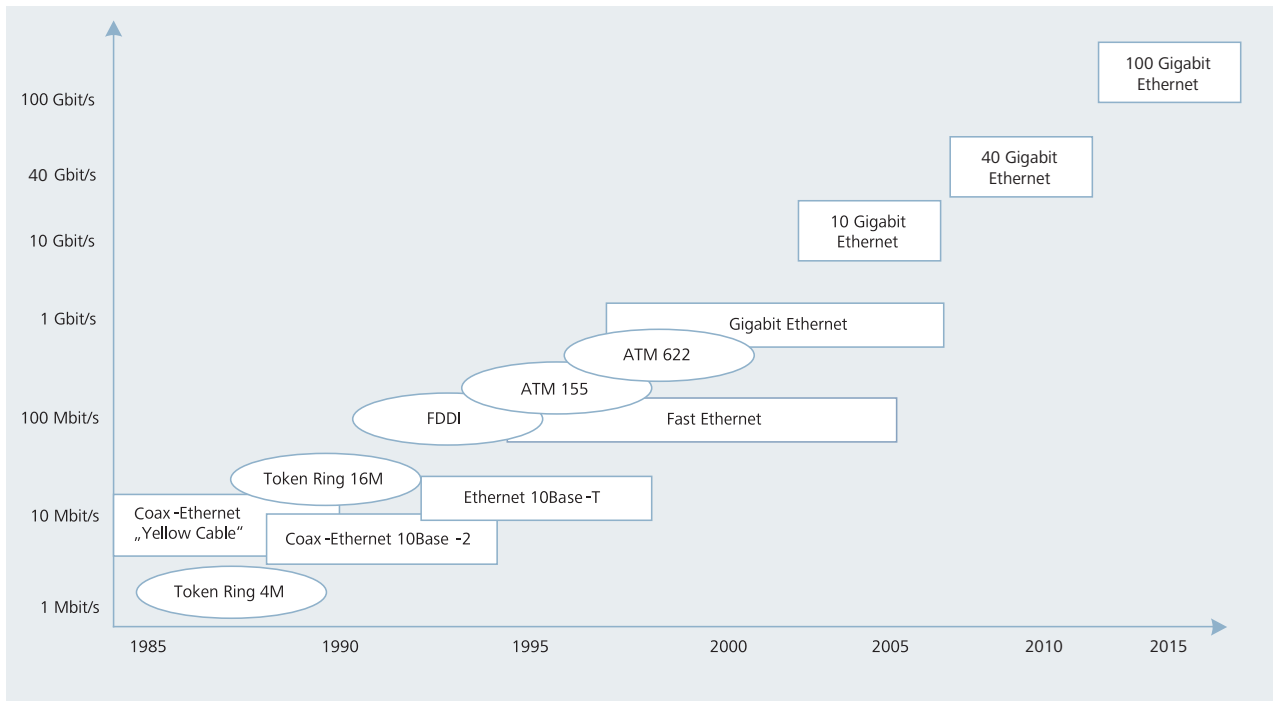 100 Gigabit
Ethernet
100 Gbit/s
40 Gigabit
Ethernet
40 Gbit/s
10 Gigabit
Ethernet
10 Gbit/s
1 Gbit/s
Gigabit Ethernet
ATM 622
ATM 155
100 Mbit/s
FDDI
Fast Ethernet
Token Ring 16M
Ethernet 10Base-T
10 Mbit/s
Coax-Ethernet
„Yellow Cable“
Coax-Ethernet 10Base -2
Token Ring 4M
1 Mbit/s
1985 1990 1995 2000 2005 2010 2015